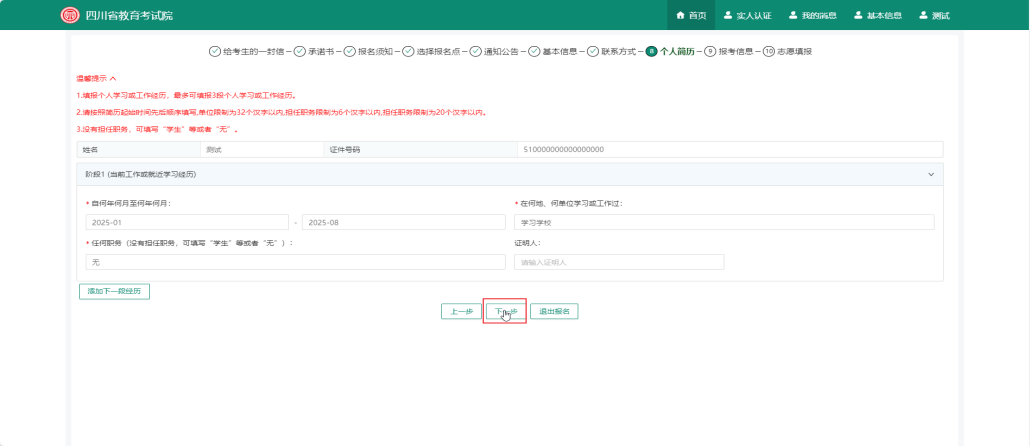 四川省教育考试院 首页 实人认证 我的消息 基本信息 测试
给考生的一封信 – 承诺书 – 报名须知 – 选择报名点 – 通知公告 – 基本信息 – 联系方式 – 8 个人简历 – 9 报考信息 – 10 志愿填报
温馨提示
1.填报个人学习或工作经历，最多可填报3段个人学习或工作经历。
2.请按照简历起始时间先后顺序填写,单位限制为32个汉字以内,担任职务限制为6个汉字以内,担任职务限制为20个汉字以内。
3.没有担任职务，可填写“学生”等或者“无”。
姓名 测试 证件号码 510000000000000000
阶段1 (当前工作或就近学习经历)
* 自何年何月至何年何月： * 在何地、何单位学习或工作过：
2025-01 - 2025-08 学习学校
* 任何职务（没有担任职务，可填写“学生”等或者“无”）： 证明人：
无 请输入证明人
添加下一段经历
上一步 下一步 退出报名